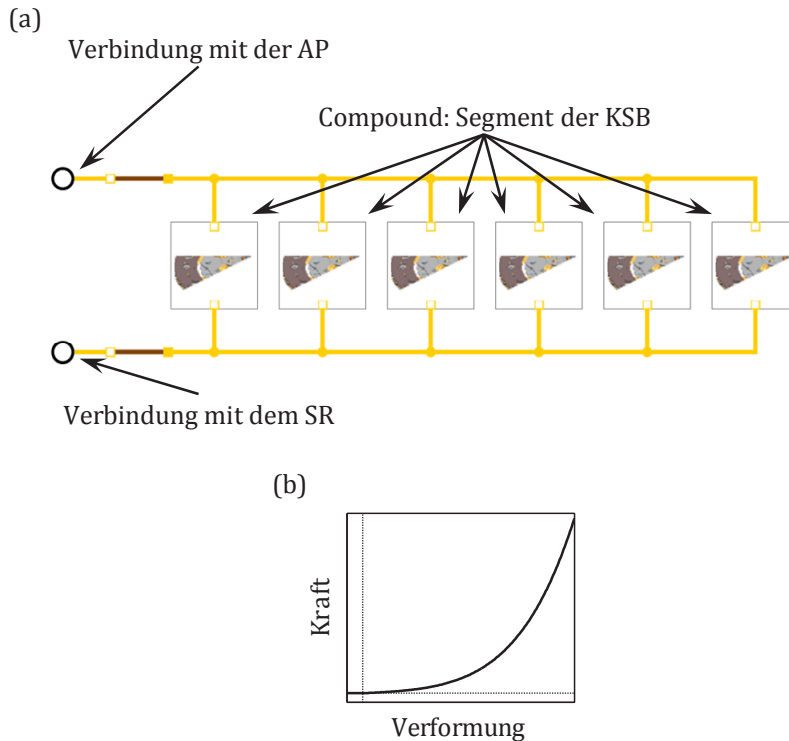 (a)
Verbindung mit der AP
Compound: Segment der KSB
Verbindung mit dem SR
(b)
Kraft
Verformung